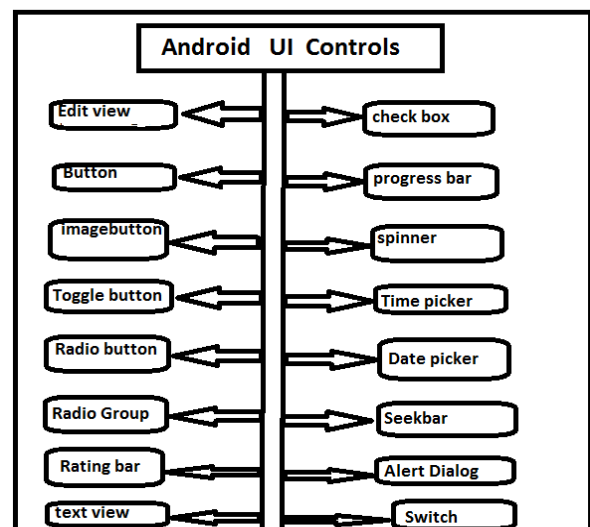 Android UI Controls
Edit view
check box
Button
progress bar
imagebutton
spinner
Toggle button
Time picker
Radio button
Date picker
Radio Group
Seekbar
Rating bar
Alert Dialog
text view
Switch